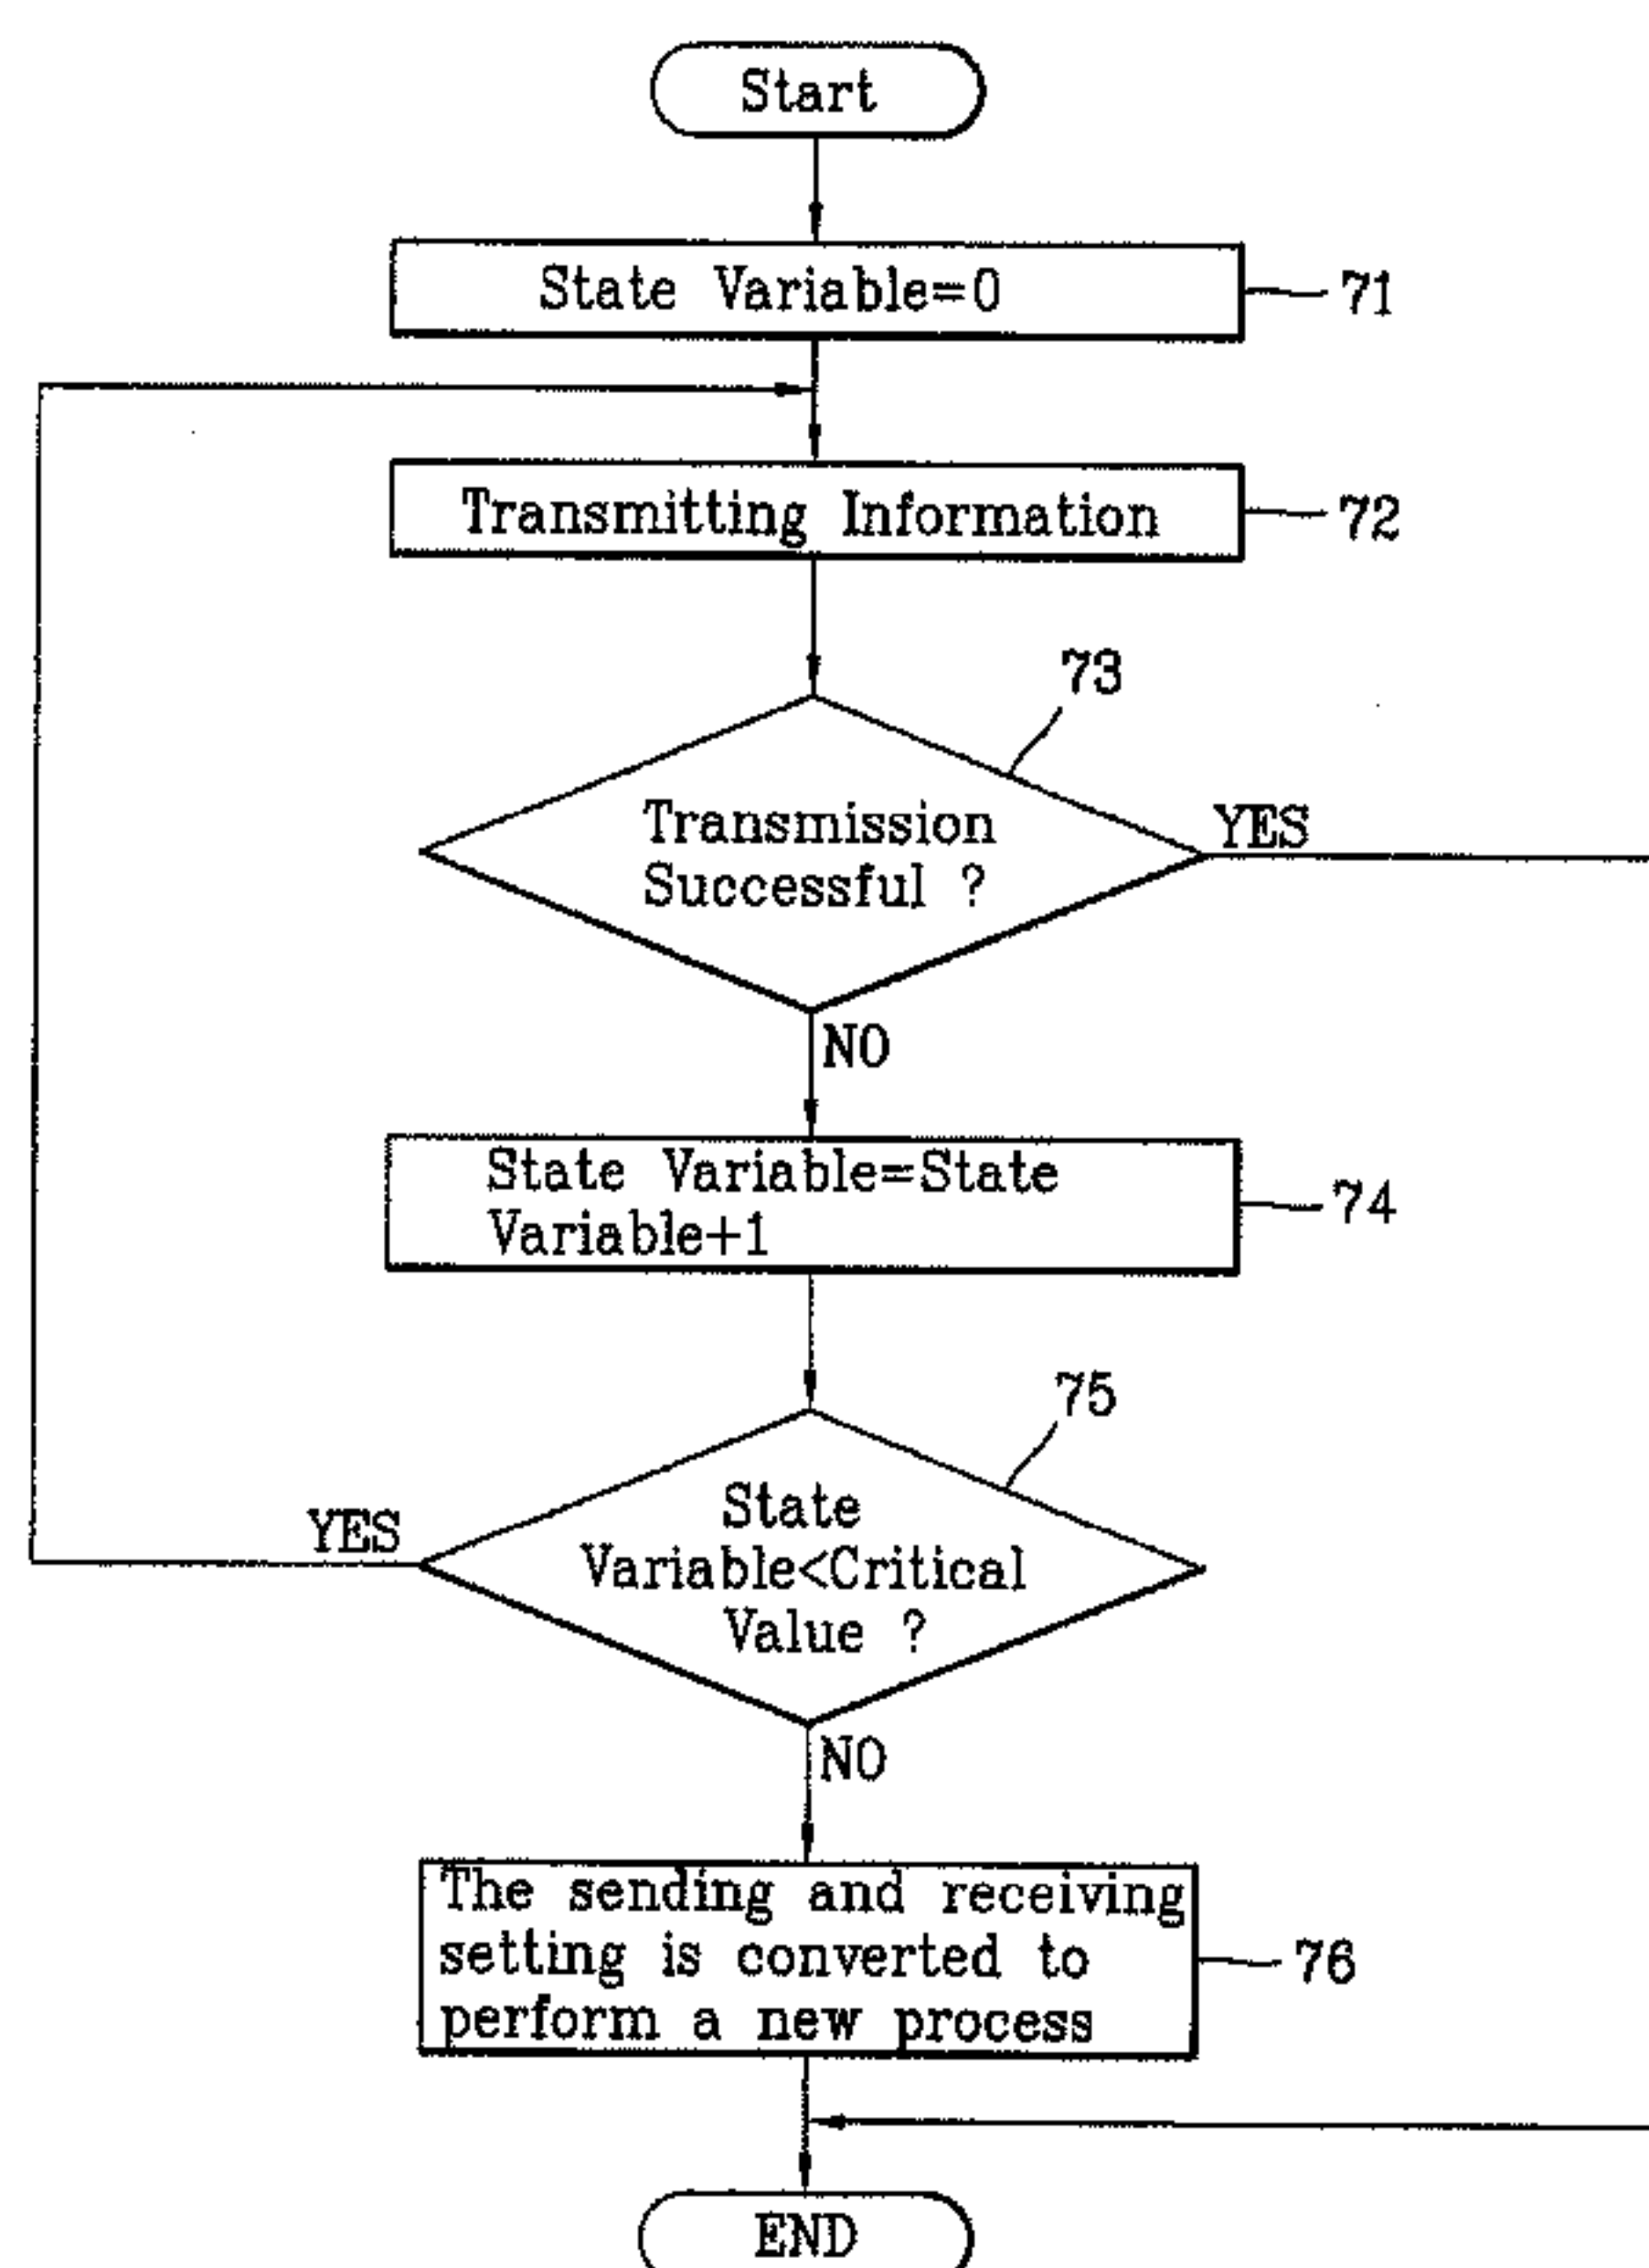 Start
State Variable=0
71
Transmitting Information
72
73
Transmission
Successful ?
YES
NO
State Variable=State
Variable+1
74
75
State
Variable<Critical
Value ?
YES
NO
The sending and receiving
setting is converted to
perform a new process
76
END